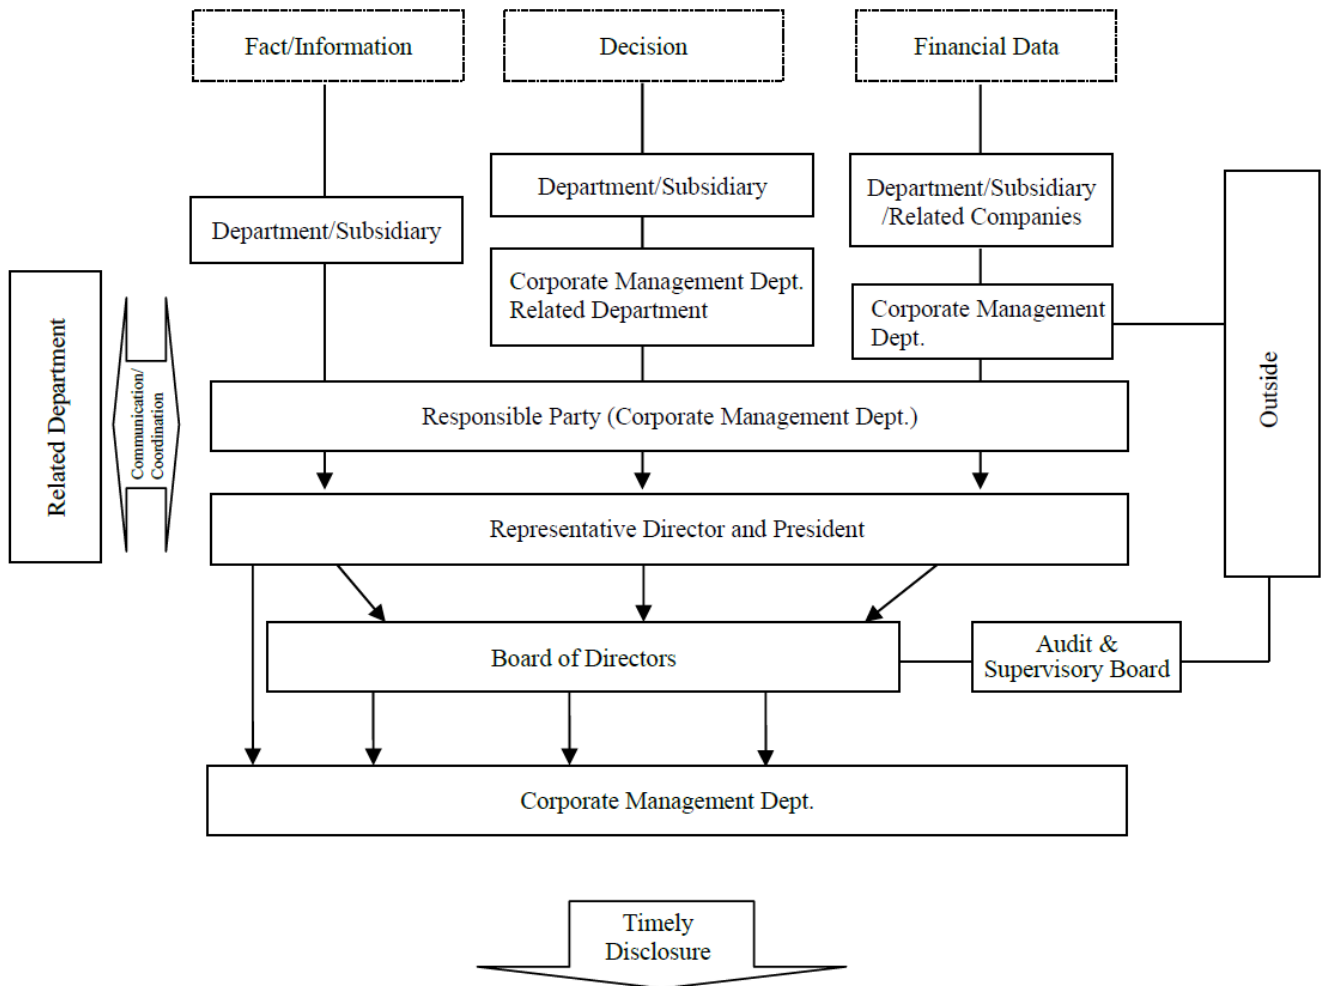 Fact/Information
Decision
Financial Data
Department/Subsidiary
Department/Subsidiary
Department/Subsidiary
/Related Companies
Corporate Management Dept.
Related Department
Corporate Management
Dept.
Related Department
Communication/
Coordination
Outside
Responsible Party (Corporate Management Dept.)
Representative Director and President
Board of Directors
Audit &
Supervisory Board
Corporate Management Dept.
Timely
Disclosure